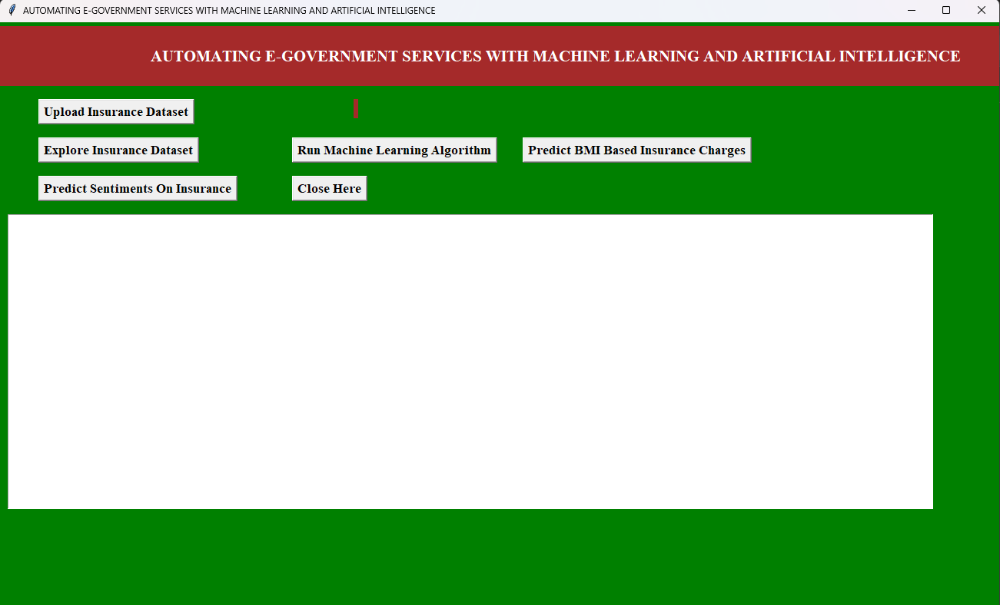 AUTOMATING E-GOVERNMENT SERVICES WITH MACHINE LEARNING AND ARTIFICIAL INTELLIGENCE
AUTOMATING E-GOVERNMENT SERVICES WITH MACHINE LEARNING AND ARTIFICIAL INTELLIGENCE
Upload Insurance Dataset
Explore Insurance Dataset
Run Machine Learning Algorithm
Predict BMI Based Insurance Charges
Predict Sentiments On Insurance
Close Here